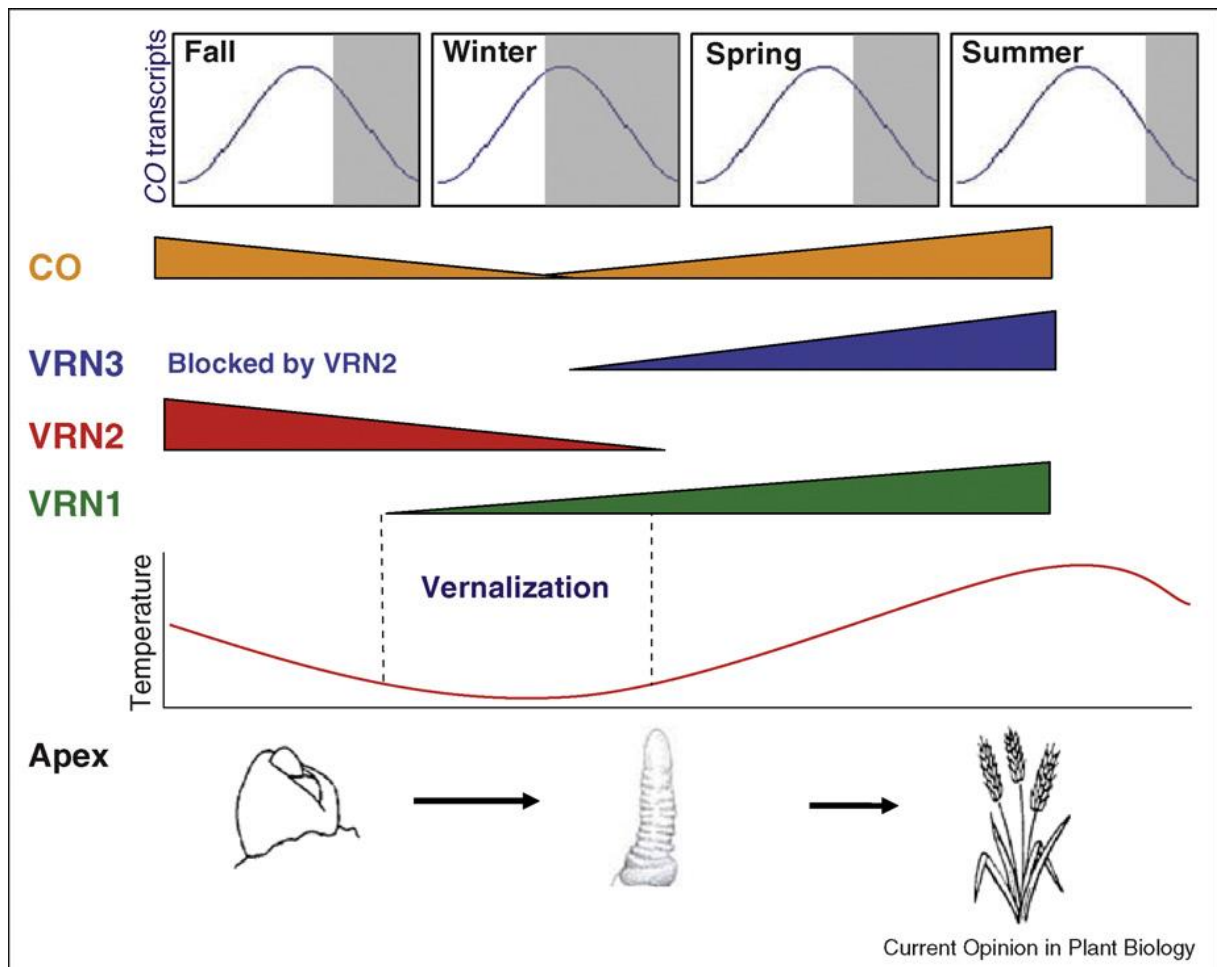 Fall
Winter
Spring
Summer
CO transcripts
CO
VRN3
Blocked by VRN2
VRN2
VRN1
Vernalization
Temperature
Apex
Current Opinion in Plant Biology